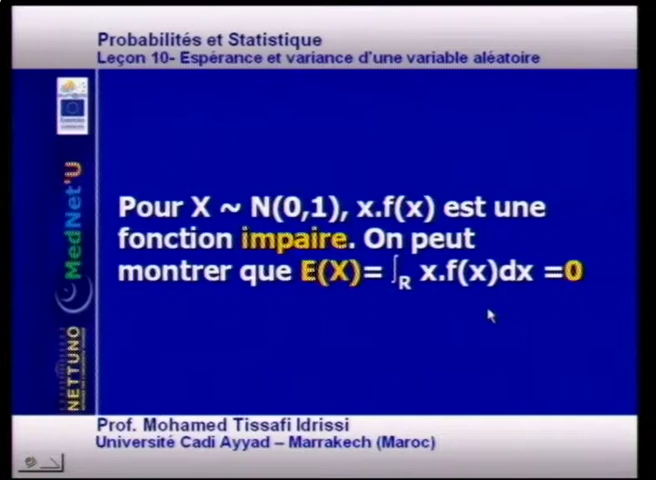 Probabilités et Statistique
Leçon 10- Espérance et variance d'une variable aléatoire
MedNet'U
NETTUNO
Pour X ~ N(0,1), x.f(x) est une
fonction impaire. On peut
montrer que E(X)= ∫R x.f(x)dx =0
Prof. Mohamed Tissafi Idrissi
Université Cadi Ayyad – Marrakech (Maroc)